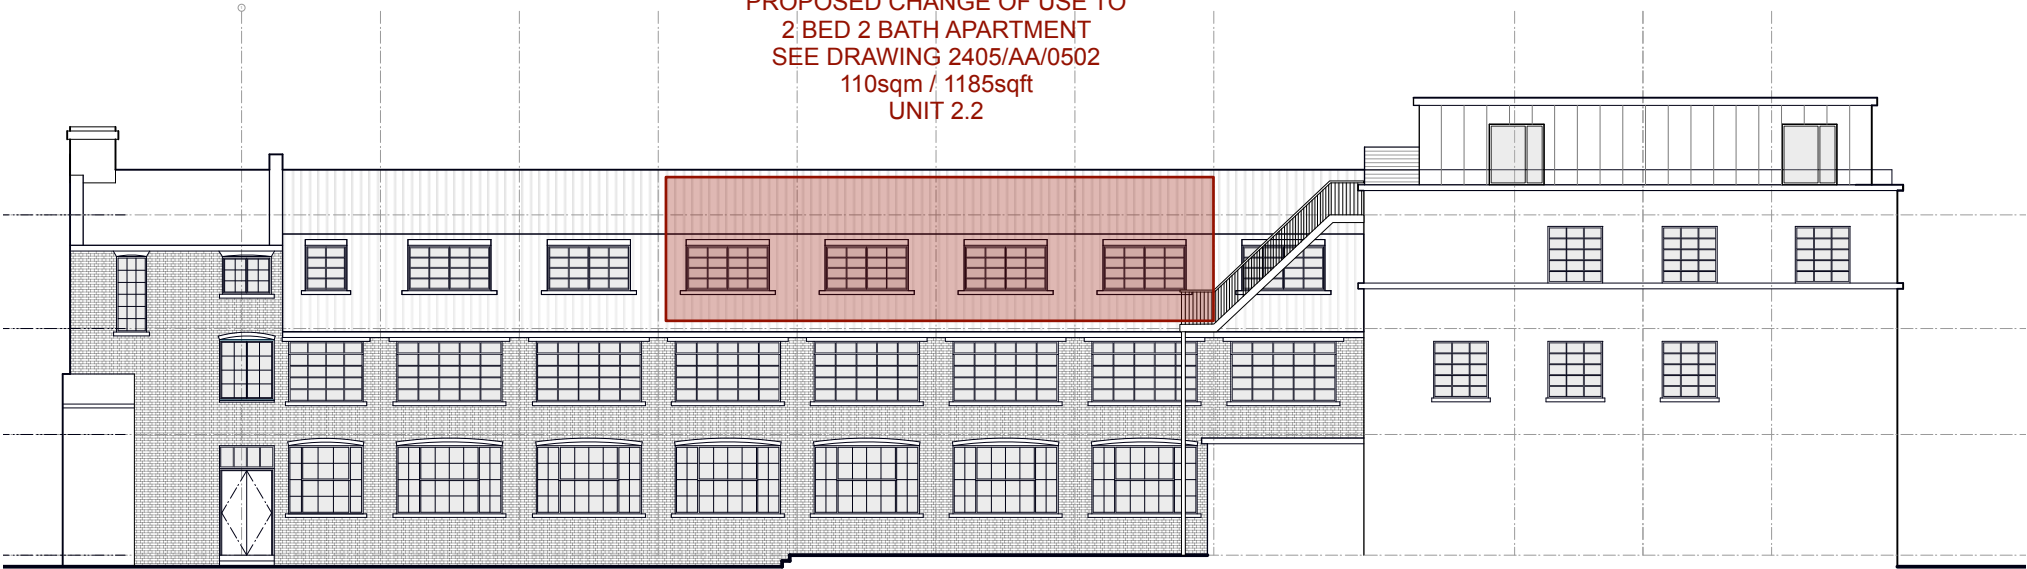 PROPOSED CHANGE OF USE TO
2 BED 2 BATH APARTMENT
SEE DRAWING 2405/AA/0502
110sqm / 1185sqft
UNIT 2.2